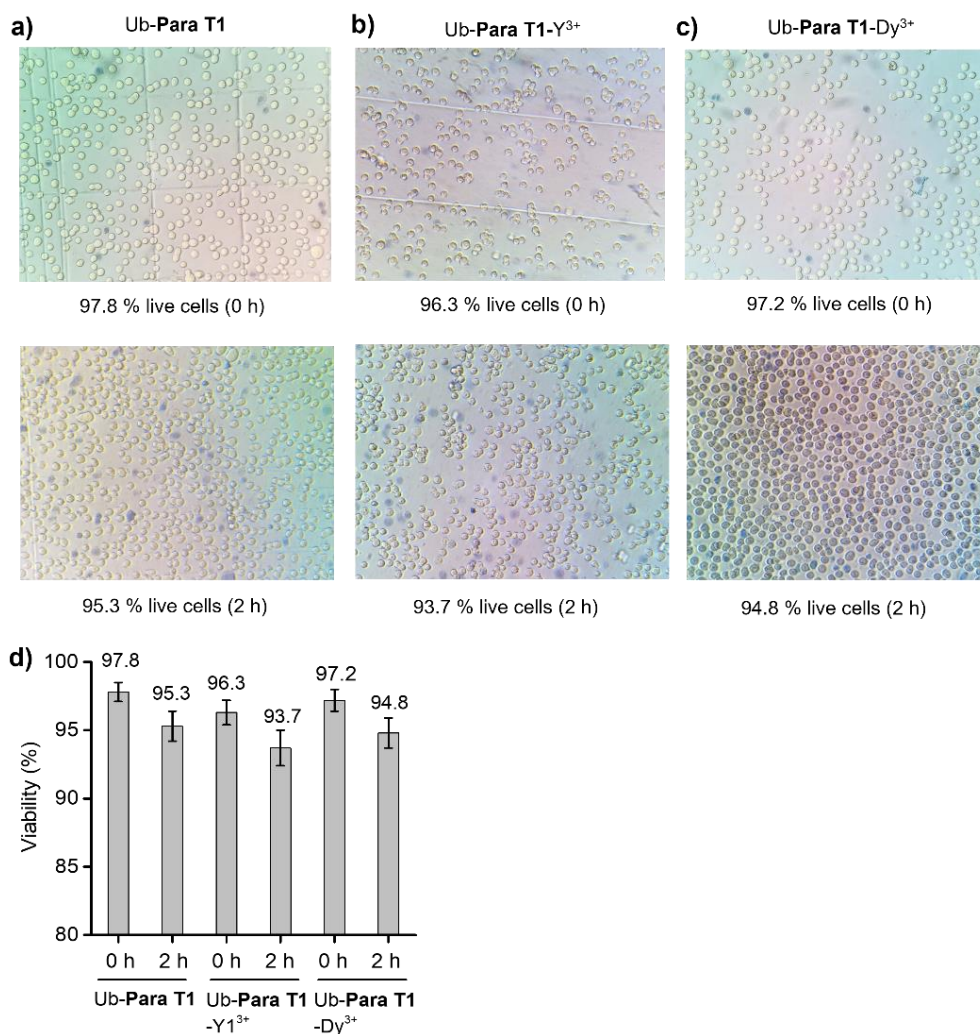 a) Ub-Para T1
b) Ub-Para T1-Y³⁺
c) Ub-Para T1-Dy³⁺
97.8 % live cells (0 h)
96.3 % live cells (0 h)
97.2 % live cells (0 h)
95.3 % live cells (2 h)
93.7 % live cells (2 h)
94.8 % live cells (2 h)
d)
Viability (%)
100
95
90
85
80
97.8
95.3
96.3
93.7
97.2
94.8
0 h 2 h 0 h 2 h 0 h 2 h
Ub-Para T1 Ub-Para T1 Ub-Para T1
-Y1³⁺ -Dy³⁺